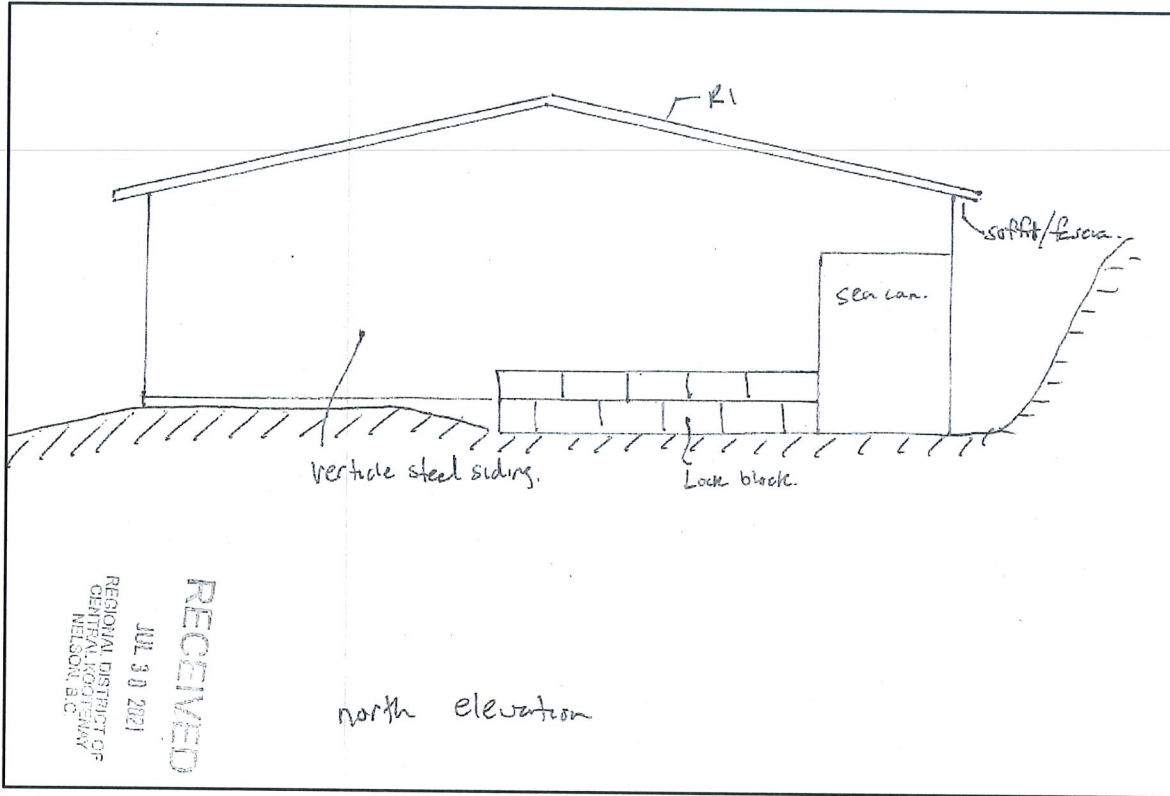 R1
soffit/fascia.
sea can.
verticle steel siding.
Lock block.
RECEIVED
JUL 30 2021
REGIONAL DISTRICT OF
CENTRAL KOOTENAY
NELSON, B.C.
north elevation